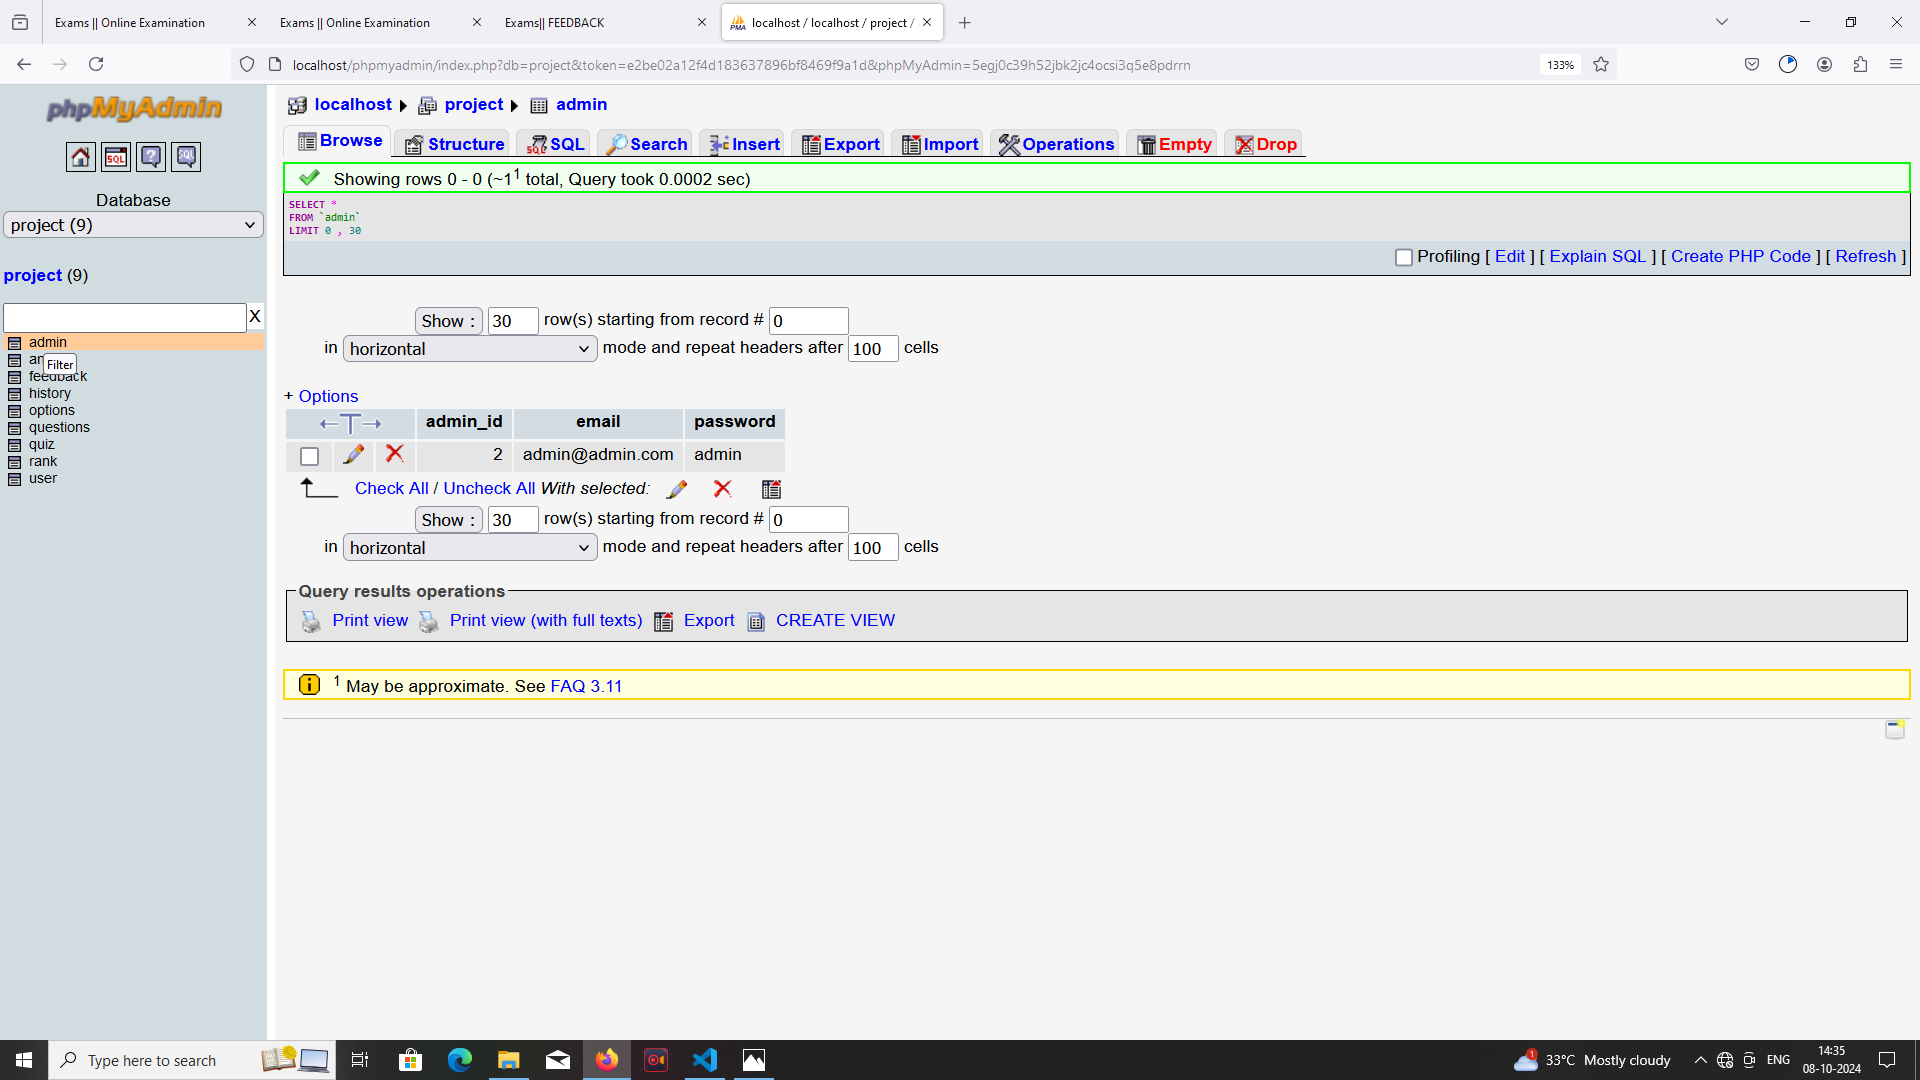 Exams || Online Examination
Exams || Online Examination
Exams|| FEEDBACK
PMA localhost / localhost / project /
localhost/phpmyadmin/index.php?db=project&token=e2be02a12f4d183637896bf8469f9a1d&phpMyAdmin=5egj0c39h52jbk2jc4ocsi3q5e8pdrrn
133%
phpMyAdmin
SQL
SQL
Database
project (9)
project (9)
X
admin
an
Filter
feedback
history
options
questions
quiz
rank
user
localhost project admin
Browse Structure SQL Search Insert Export Import Operations Empty Drop
Showing rows 0 - 0 (~1¹ total, Query took 0.0002 sec)
SELECT *
FROM `admin`
LIMIT 0 , 30
Profiling [ Edit ] [ Explain SQL ] [ Create PHP Code ] [ Refresh ]
Show : 30 row(s) starting from record # 0
in horizontal mode and repeat headers after 100 cells
+ Options
←T→ admin_id email password
2 admin@admin.com admin
Check All / Uncheck All With selected:
Show : 30 row(s) starting from record # 0
in horizontal mode and repeat headers after 100 cells
Query results operations
Print view Print view (with full texts) Export CREATE VIEW
1 May be approximate. See FAQ 3.11
Type here to search
1
33°C Mostly cloudy
ENG
14:35
08-10-2024